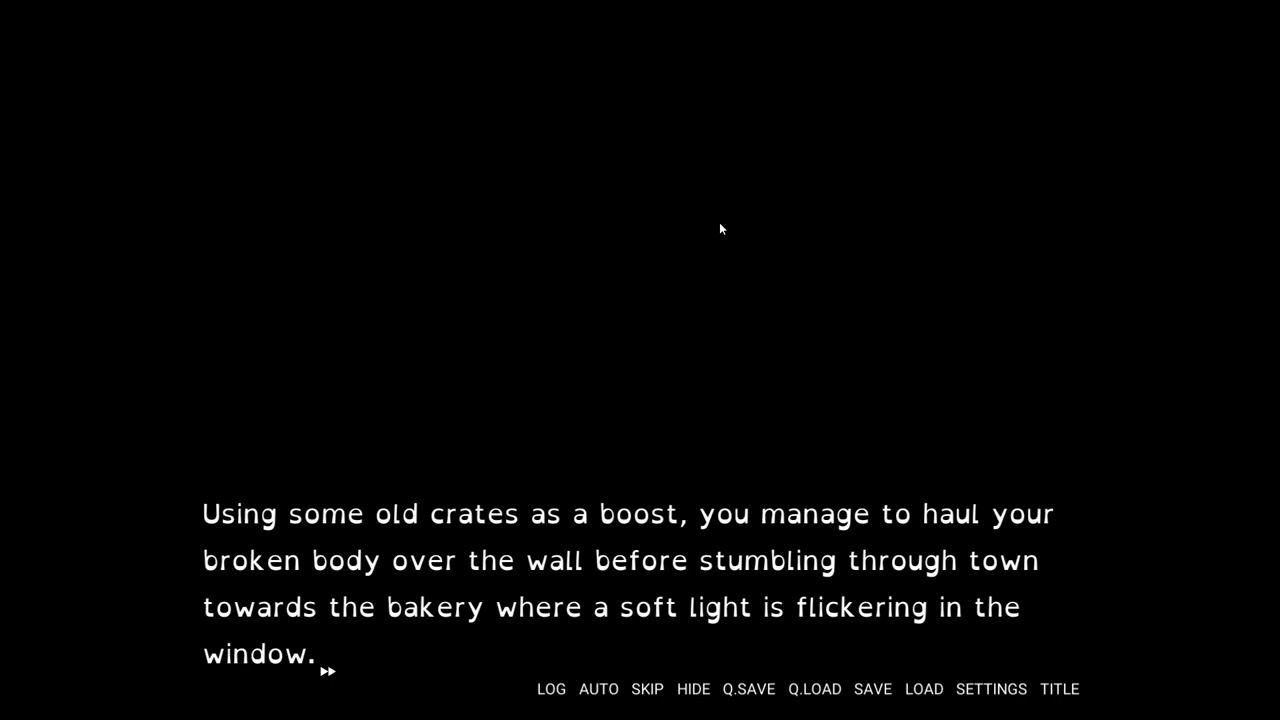 Using some old crates as a boost, you manage to haul your
broken body over the wall before stumbling through town
towards the bakery where a soft light is flickering in the
window.
LOG AUTO SKIP HIDE Q.SAVE Q.LOAD SAVE LOAD SETTINGS TITLE